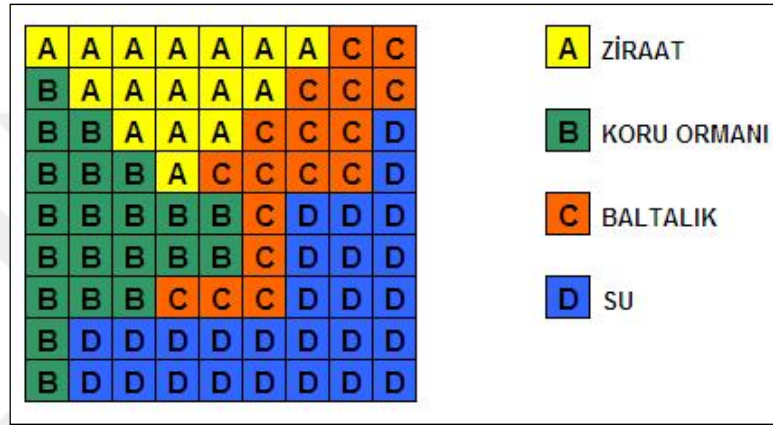 A A A A A A A C C
B A A A A A C C C
B B A A A C C C D
B B B A C C C C D
B B B B B C D D D
B B B B B C D D D
B B B C C C D D D
B D D D D D D D D
B D D D D D D D D
A ZİRAAT
B KORU ORMANI
C BALTALIK
D SU